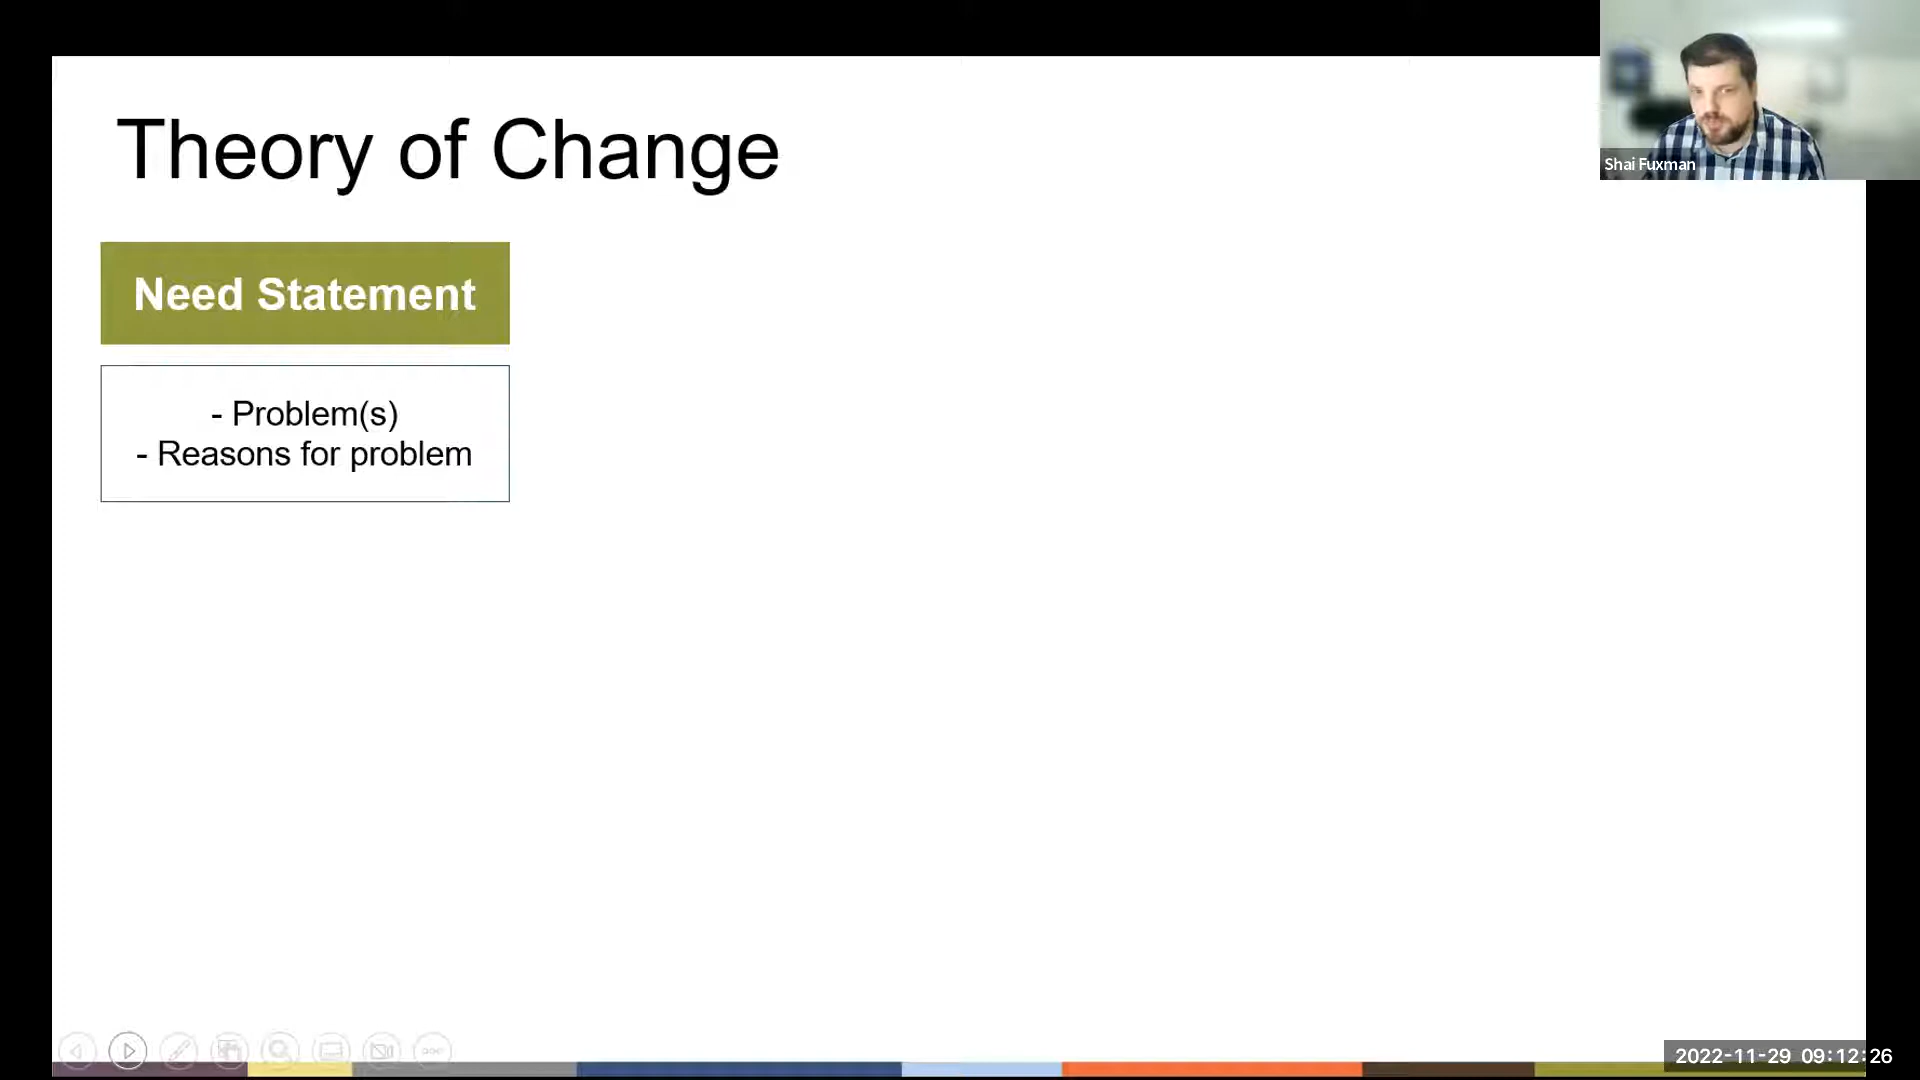 Theory of Change
Shai Fuxman
Need Statement
- Problem(s)
- Reasons for problem
2022-11-29 09:12:26